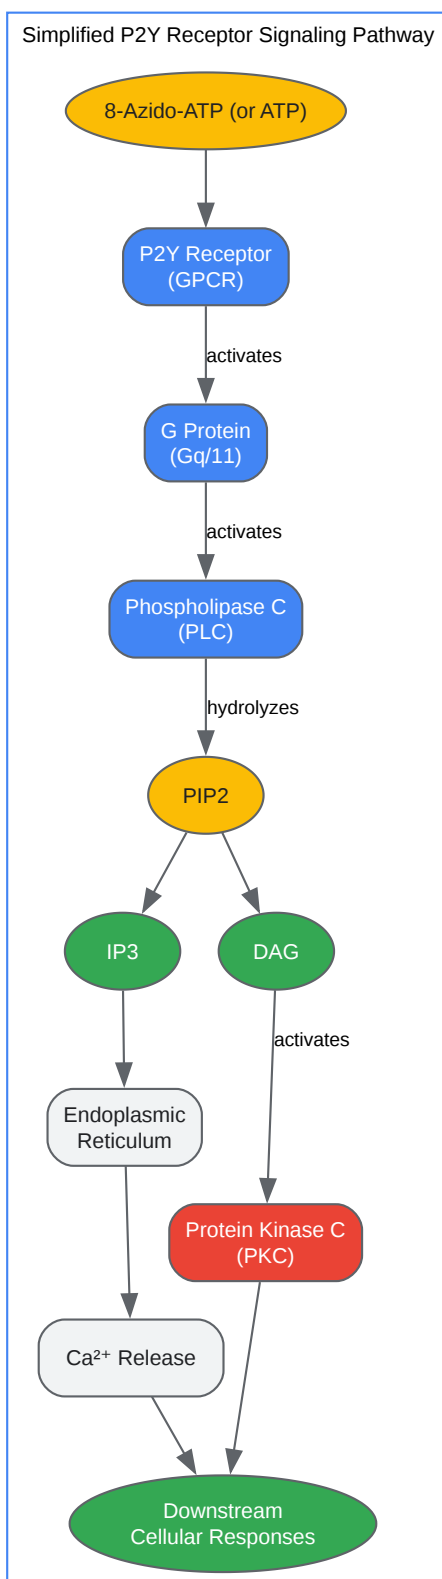 Simplified P2Y Receptor Signaling Pathway
8-Azido-ATP (or ATP)
P2Y Receptor
(GPCR)
activates
G Protein
(Gq/11)
activates
Phospholipase C
(PLC)
hydrolyzes
PIP2
IP3
DAG
activates
Endoplasmic
Reticulum
Protein Kinase C
(PKC)
Ca²⁺ Release
Downstream
Cellular Responses